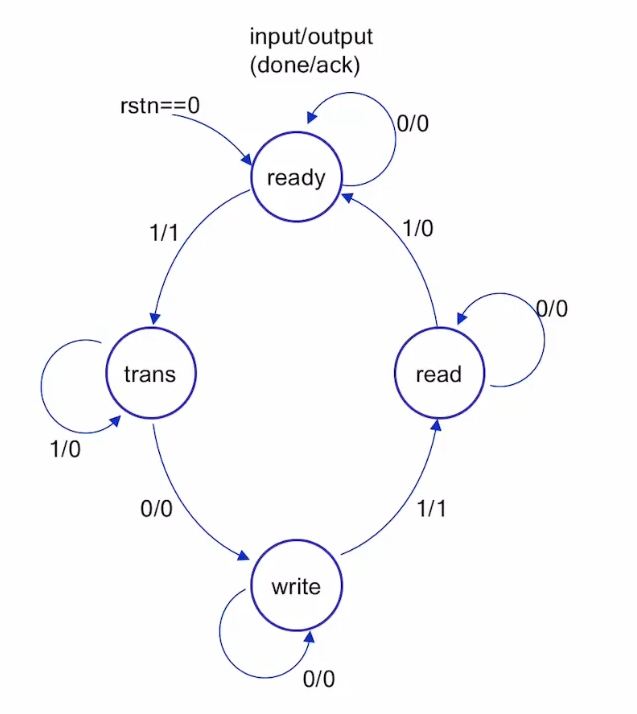 input/output
(done/ack)
rstn==0
0/0
ready
1/1
1/0
0/0
trans
read
1/0
0/0
1/1
write
0/0